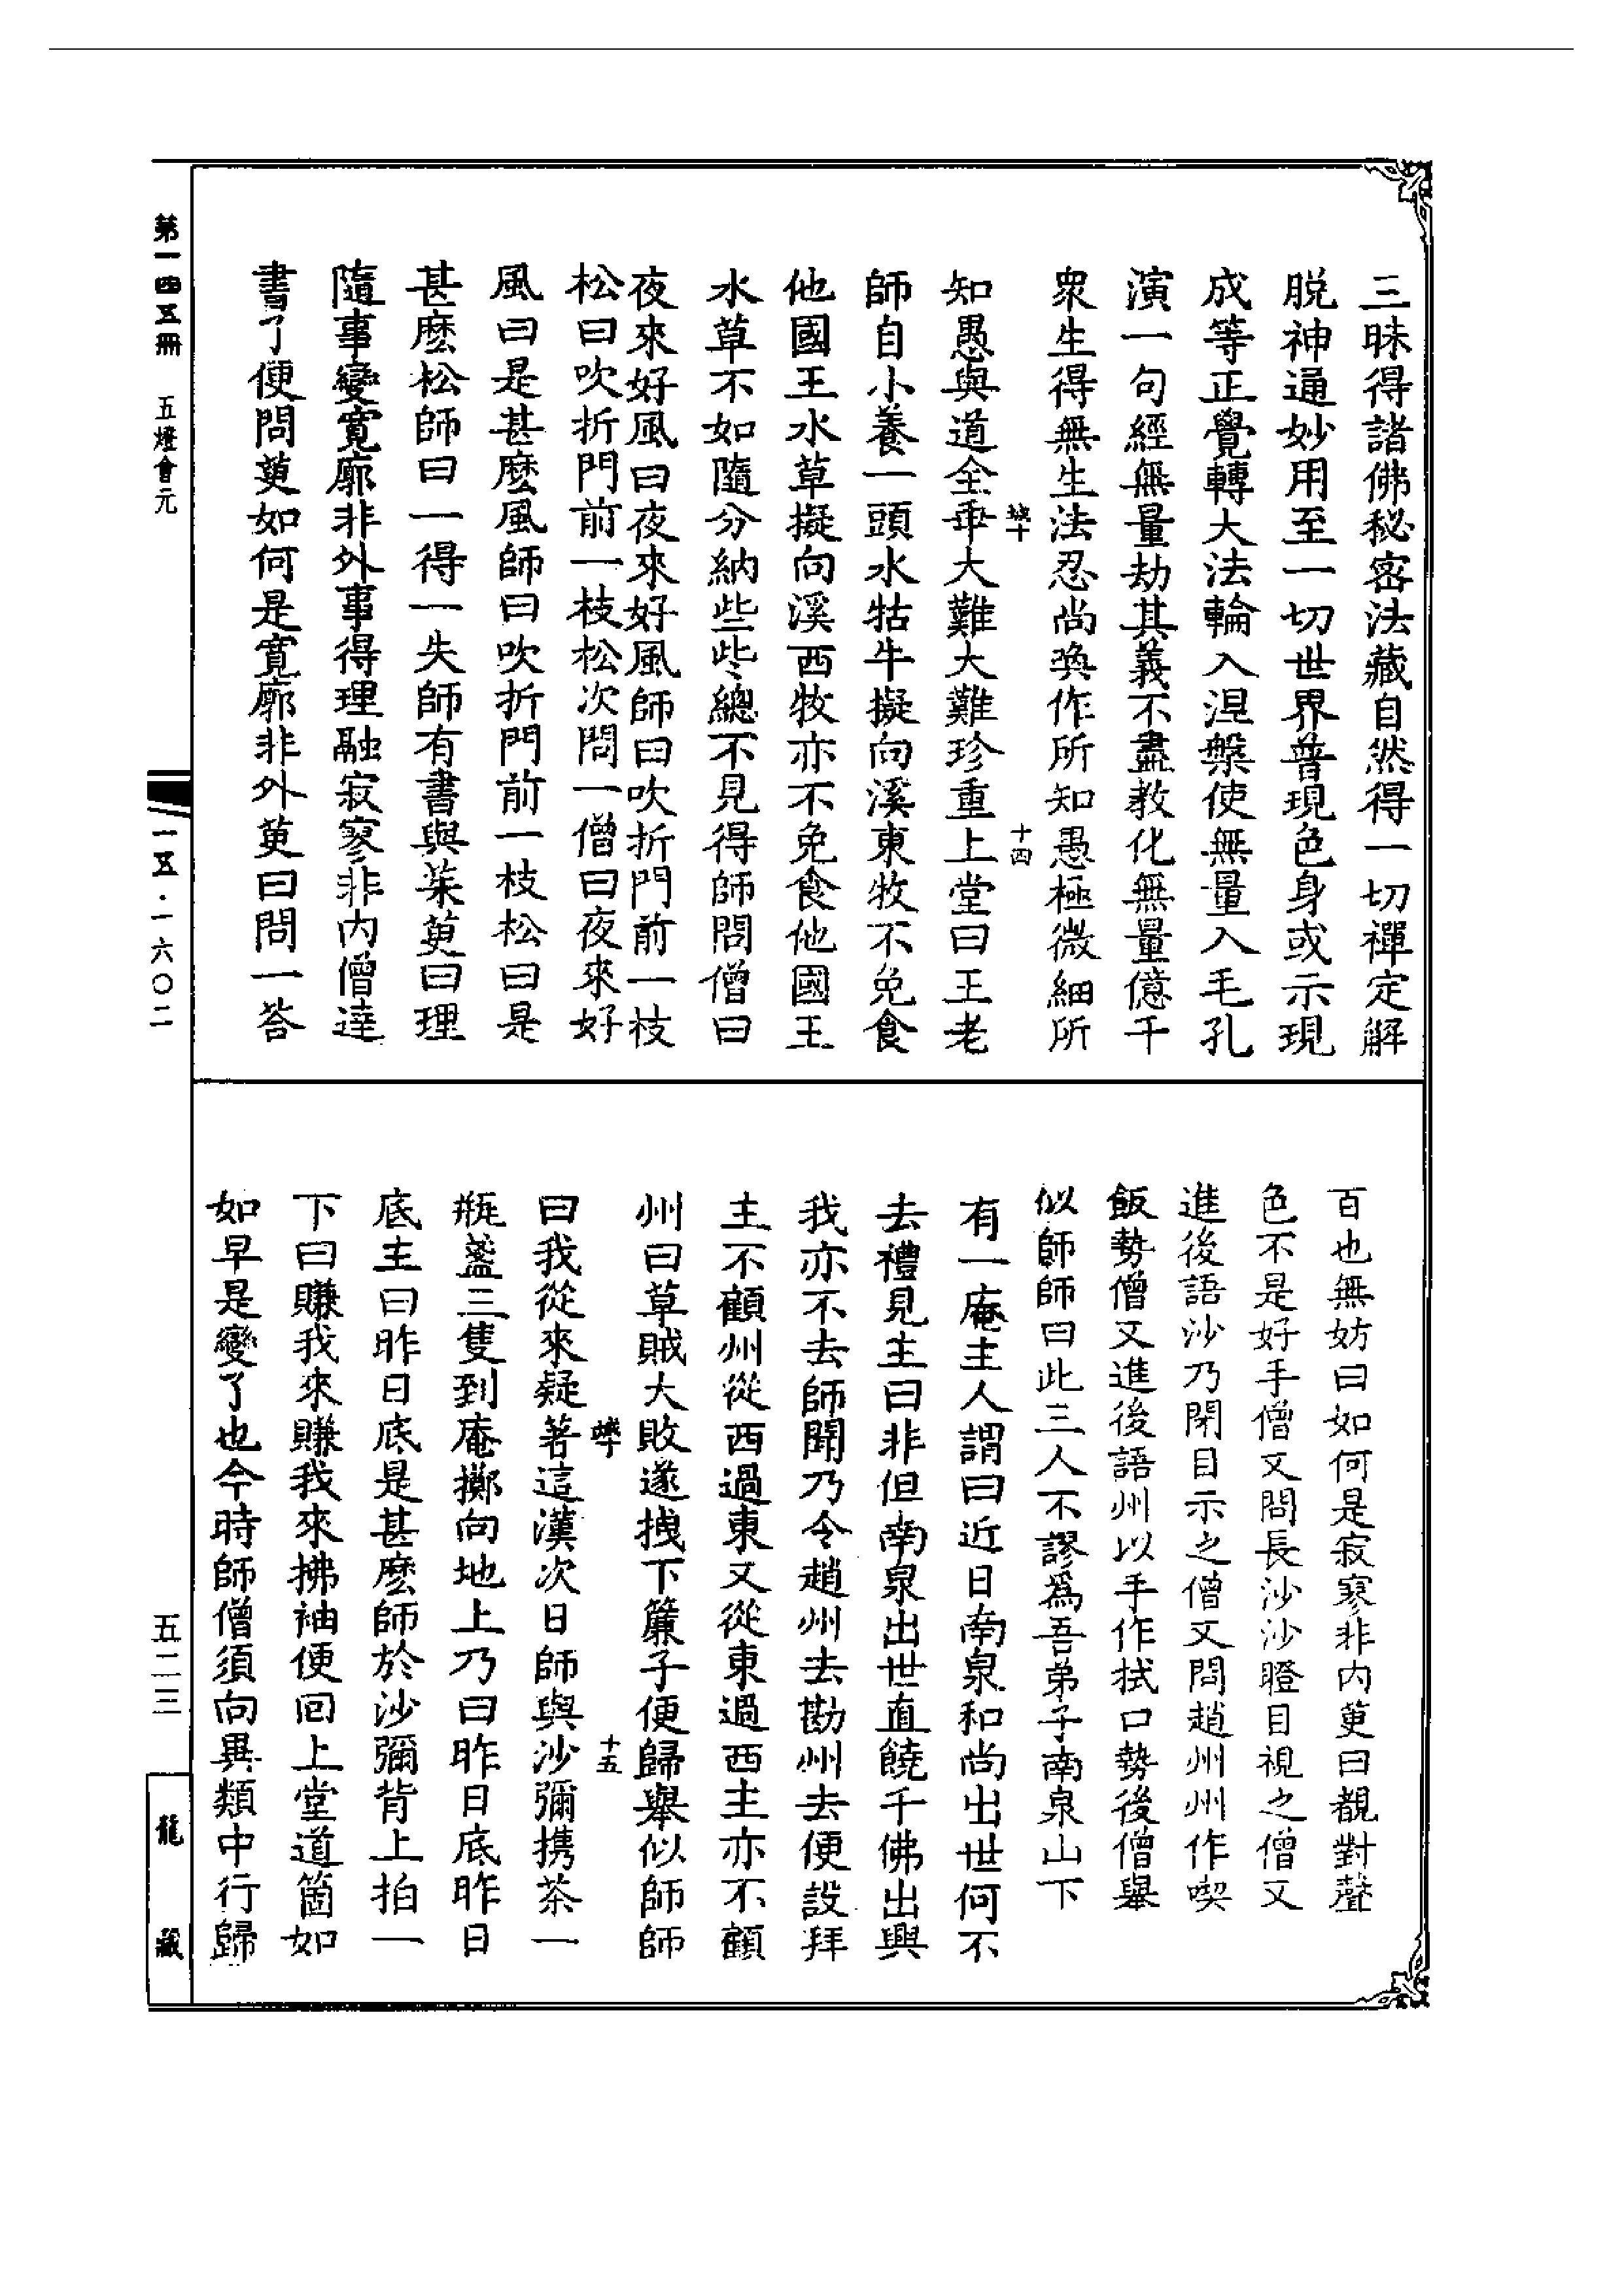 三昧得諸佛秘密法藏自然得一切禪定解
脱神通妙用至一切世界普現色身或示現
成等正覺轉大法輪入涅槃使無量入毛孔
演一句經無量劫其義不盡教化無量億千
衆生得無生法忍尚喚作所知愚極微細所
十四
知愚與道全乖大難大難珍重上堂曰王老
師自小養一頭水牯牛擬向溪東牧不免食
他國王水草擬向溪西牧亦不免食他國王
水草不如隨分納些些總不見得師問僧曰
夜來好風曰夜來好風師曰吹折門前一枝
松曰吹折門前一枝松次問一僧曰夜來好
風曰是甚麽風師曰吹折門前一枝松曰是
甚麽松師曰一得一失師有書與茱萸曰理
隨事變寬廓非外事得理融寂寥非内僧達
書了便問萸如何是寬廓非外萸曰問一答
百也無妨曰如何是寂寥非内萸曰覩對聲
色不是好手僧又問長沙沙瞪目視之僧又
進後語沙乃閉目示之僧又問趙州州作喫
飯勢僧又進後語州以手作拭口勢後僧舉
似師師曰此三人不謬爲吾弟子南泉山下
有一庵主人謂曰近日南泉和尚出世何不
去禮見主曰非但南泉出世直饒千佛出興
我亦不去師聞乃令趙州去勘州去便設拜
主不顧州從西過東又從東過西主亦不顧
州曰草賊大敗遂拽下簾子便歸舉似師師
十五
曰我從來疑著這漢次日師與沙彌携茶一
瓶盞三隻到庵擲向地上乃曰昨日底昨日
底主曰昨日底是甚麽師於沙彌背上拍一
下曰賺我來賺我來拂袖便回上堂道箇如
如早是變了也今時師僧須向異類中行歸
第一四五冊　五燈會元
一五·一六〇二
五二三
龍藏